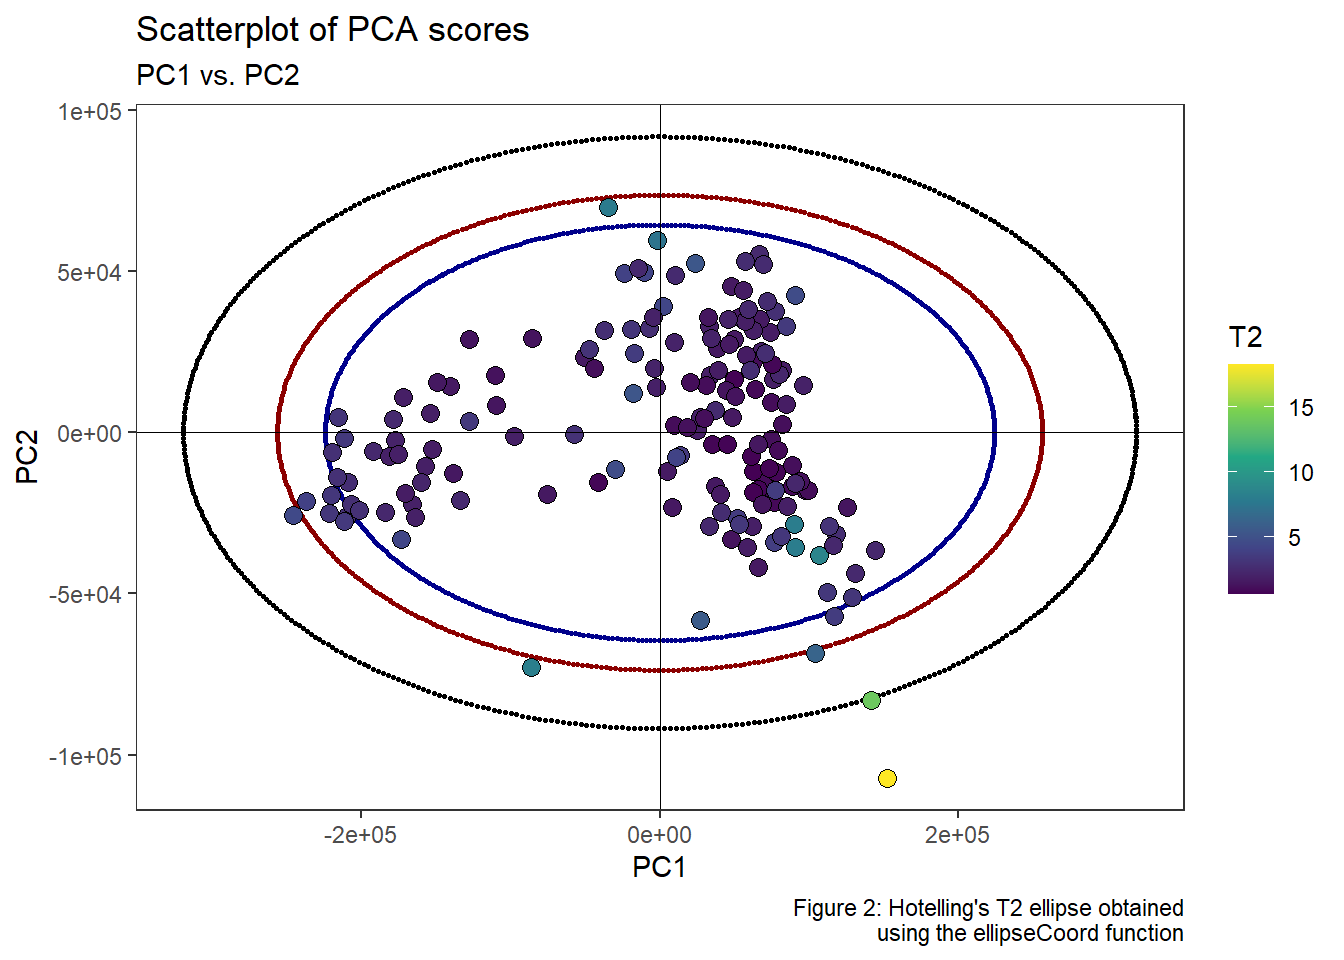 Scatterplot of PCA scores
PC1 vs. PC2
1e+05
5e+04
0e+00
-5e+04
-1e+05
PC2
-2e+05 0e+00 2e+05
PC1
T2
15
10
5
Figure 2: Hotelling's T2 ellipse obtained
using the ellipseCoord function